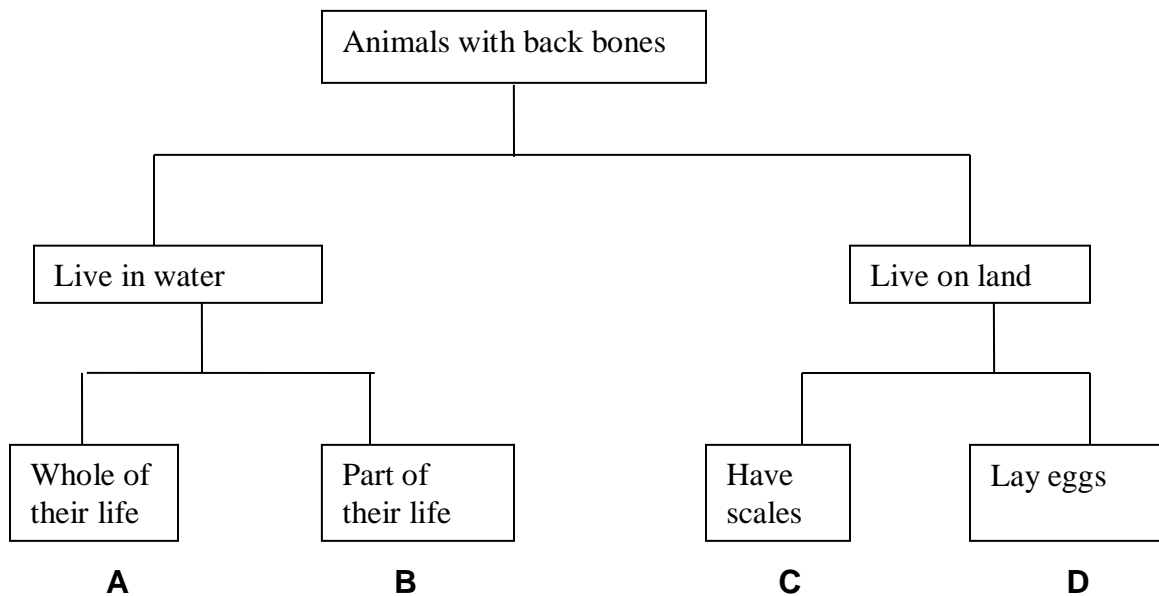 Animals with back bones
Live in water
Live on land
Whole of
their life
Part of
their life
Have
scales
Lay eggs
A
B
C
D